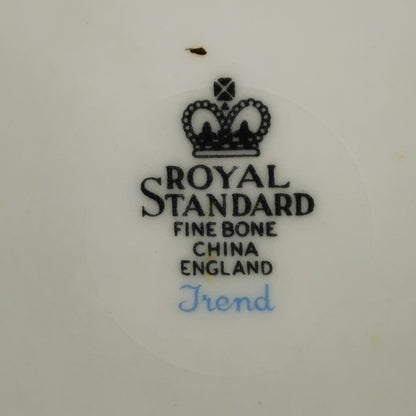 ROYAL
STANDARD
FINE BONE
CHINA
ENGLAND
Trend